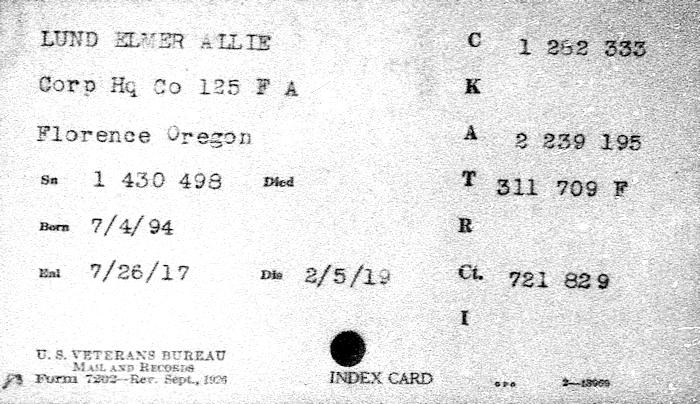 LUND ELMER ALLIE C 1 282 333
Corp Hq Co 125 F A K
Florence Oregon A 2 239 195
Sn 1 430 498 Died T 311 709 F
Born 7/4/94 R
Enl 7/26/17 Dis 2/5/19 Ct. 721 829
I
U. S. VETERANS BUREAU
MAIL AND RECORDS
Form 7202—Rev. Sept., 1926 INDEX CARD GPO